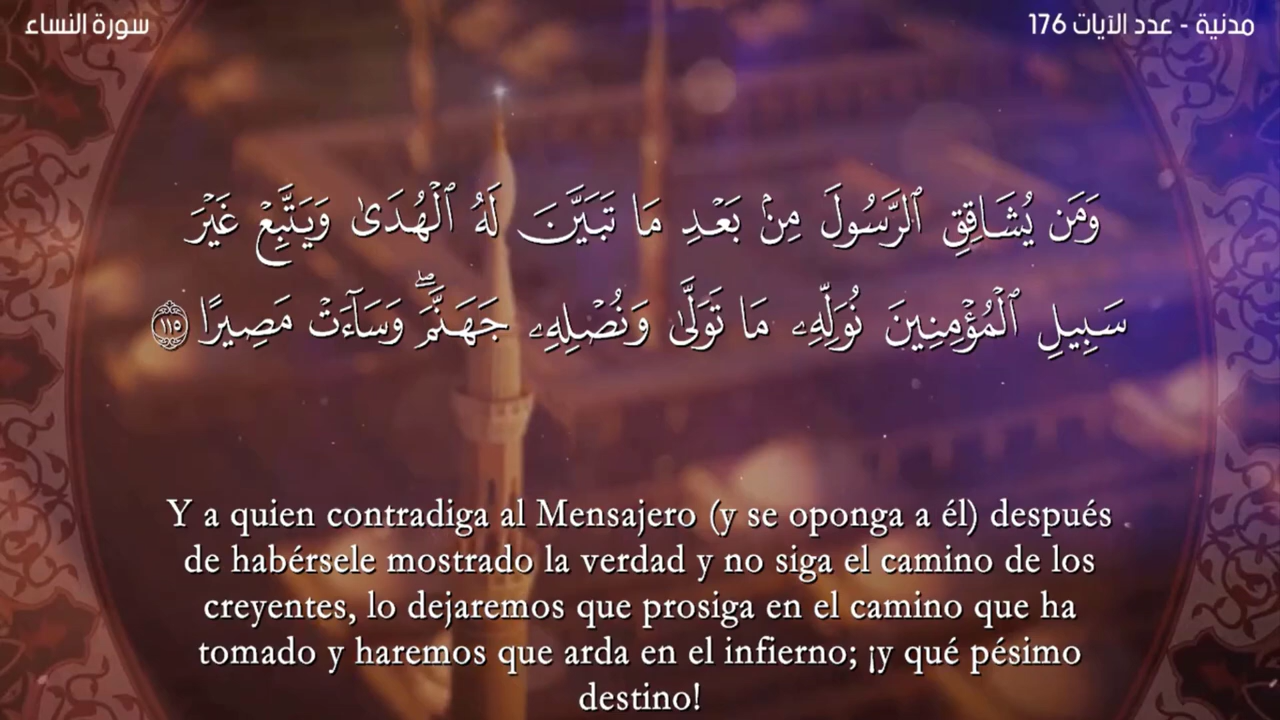 سورة النساء
مدنية - عدد الآيات 176
وَمَن يُشَاقِقِ ٱلرَّسُولَ مِنۢ بَعْدِ مَا تَبَيَّنَ لَهُ ٱلْهُدَىٰ وَيَتَّبِعْ غَيْرَ
سَبِيلِ ٱلْمُؤْمِنِينَ نُوَلِّهِۦ مَا تَوَلَّىٰ وَنُصْلِهِۦ جَهَنَّمَ ۖ وَسَآءَتْ مَصِيرًا ١١٥
Y a quien contradiga al Mensajero (y se oponga a él) después
de habérsele mostrado la verdad y no siga el camino de los
creyentes, lo dejaremos que prosiga en el camino que ha
tomado y haremos que arda en el infierno; ¡y qué pésimo
destino!